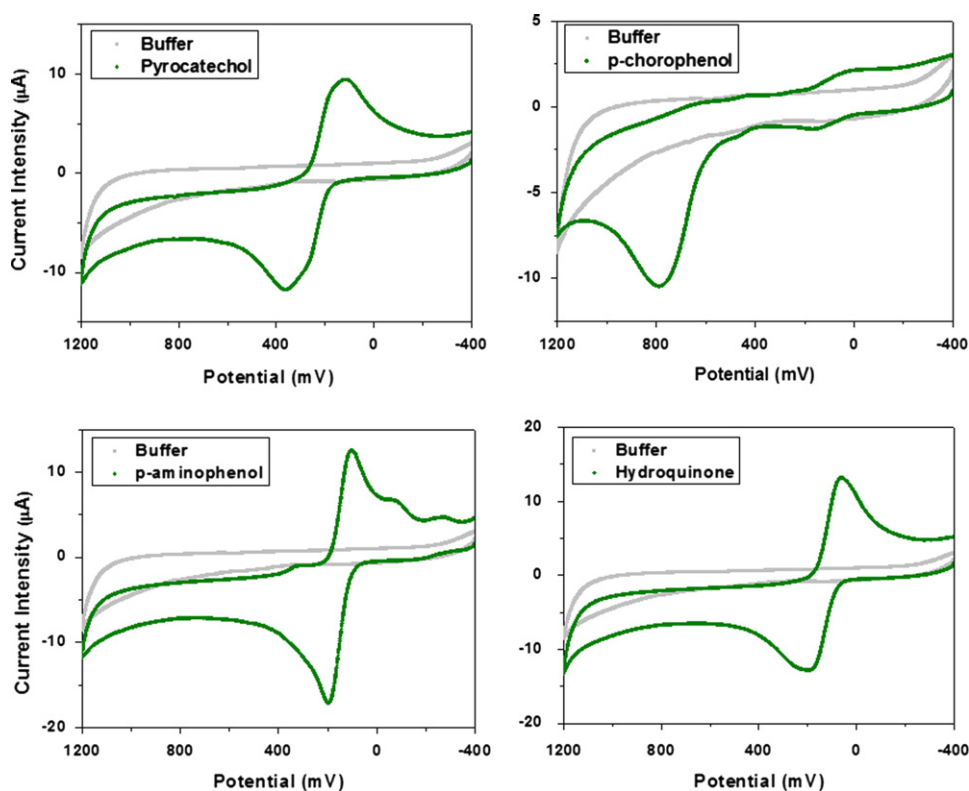 Buffer
Pyrocatechol
10
0
-10
Current Intensity (µA)
1200 800 400 0 -400
Potential (mV)
Buffer
p-chorophenol
5
0
-5
-10
1200 800 400 0 -400
Potential (mV)
Buffer
p-aminophenol
10
0
-10
-20
Current Intensity (µA)
1200 800 400 0 -400
Potential (mV)
Buffer
Hydroquinone
20
10
0
-10
-20
1200 800 400 0 -400
Potential (mV)